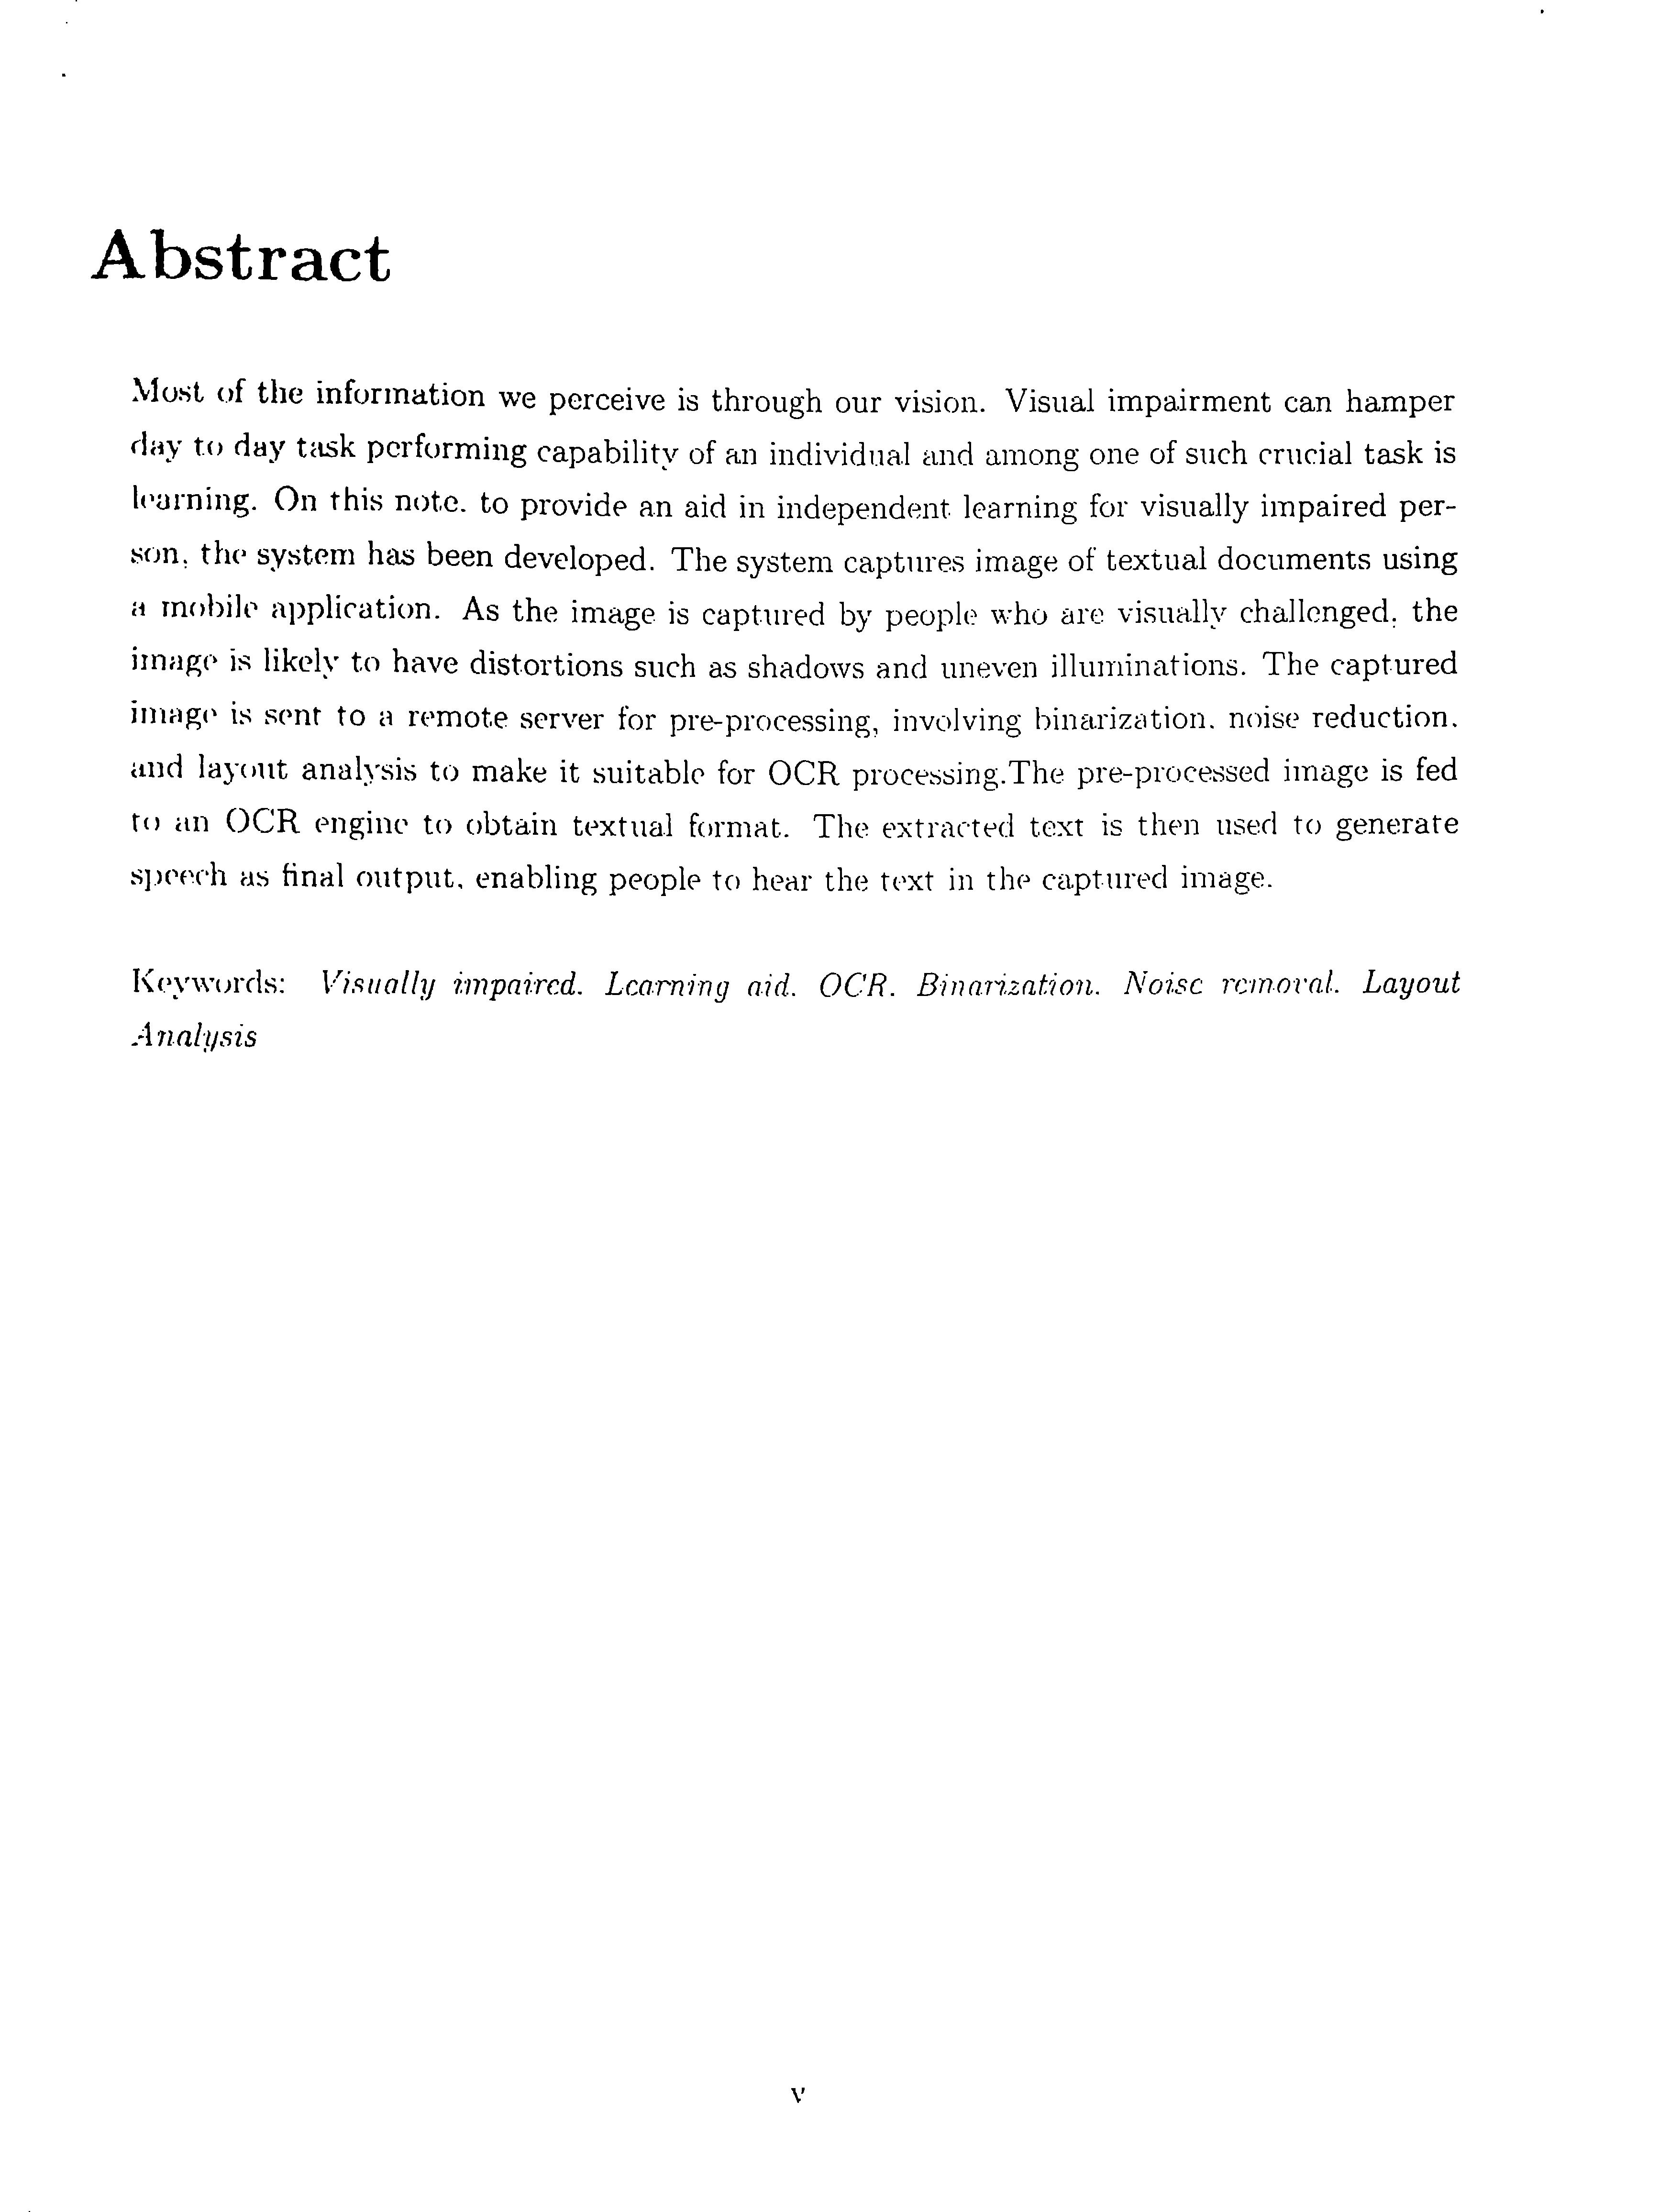 Abstract
Most of the information we perceive is through our vision. Visual impairment can hamper
day to day task performing capability of an individual and among one of such crucial task is
learning. On this note, to provide an aid in independent learning for visually impaired per-
son, the system has been developed. The system captures image of textual documents using
a mobile application. As the image is captured by people who are visually challenged, the
image is likely to have distortions such as shadows and uneven illuminations. The captured
image is sent to a remote server for pre-processing, involving binarization, noise reduction,
and layout analysis to make it suitable for OCR processing.The pre-processed image is fed
to an OCR engine to obtain textual format. The extracted text is then used to generate
speech as final output, enabling people to hear the text in the captured image.
Keywords: Visually impaired, Learning aid, OCR, Binarization, Noise removal, Layout
Analysis
v